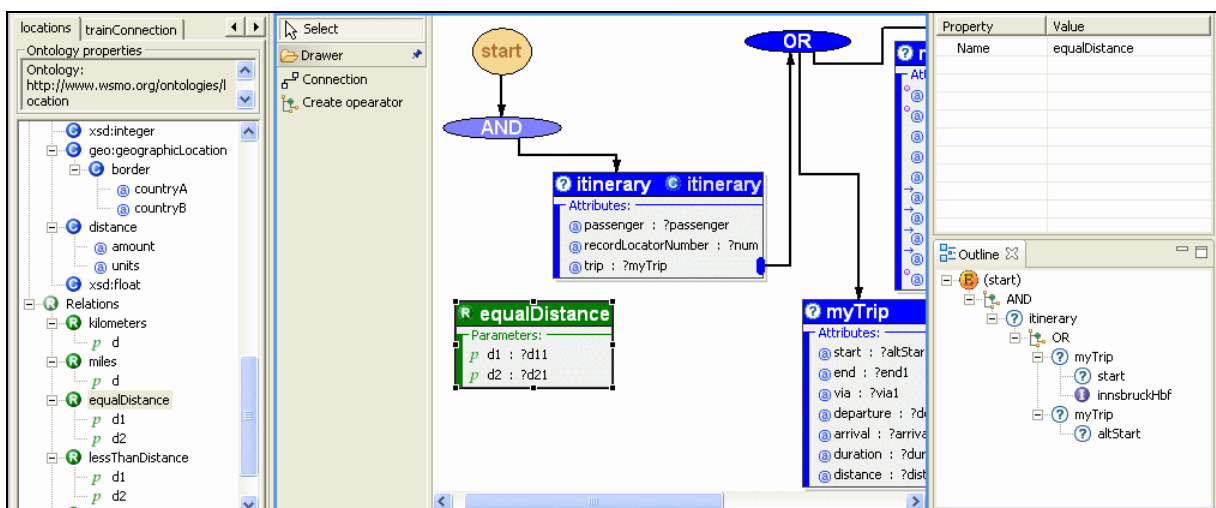 locations
trainConnection
Ontology properties
Ontology:
http://www.wsmo.org/ontologies/l
ocation
C xsd:integer
C geo:geographicLocation
C border
@ countryA
@ countryB
C distance
@ amount
@ units
C xsd:float
R Relations
R kilometers
p d
R miles
p d
R equalDistance
p d1
p d2
R lessThanDistance
p d1
p d2
Select
Drawer
Connection
Create opearator
start
AND
OR
? itinerary C itinerary
Attributes:
@ passenger : ?passenger
@ recordLocatorNumber : ?num
@ trip : ?myTrip
R equalDistance
Parameters:
p d1 : ?d11
p d2 : ?d21
? myTrip
Attributes:
@ start : ?altStar
@ end : ?end1
@ via : ?via1
@ departure : ?de
@ arrival : ?arriva
@ duration : ?dur
@ distance : ?dist
Property Value
Name equalDistance
Outline
E (start)
AND
? itinerary
OR
? myTrip
? start
I innsbruckHbf
? myTrip
? altStart